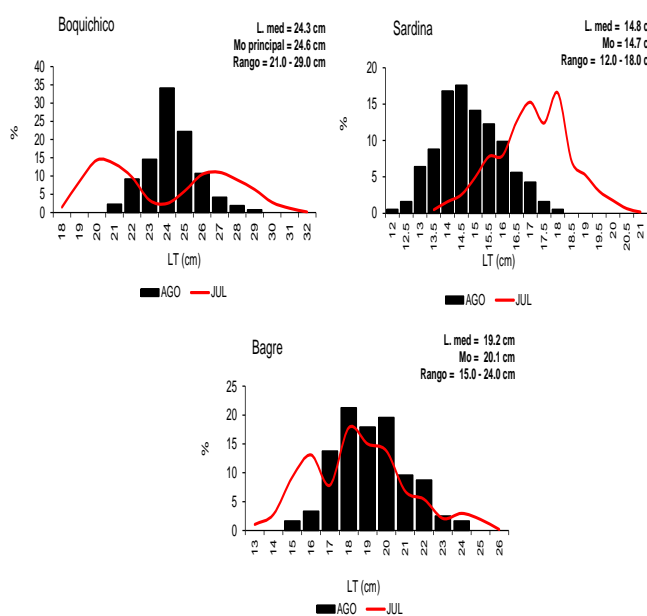 Boquichico
L. med = 24.3 cm
Mo principal = 24.6 cm
Rango = 21.0 - 29.0 cm
40
35
30
25
20
15
10
5
0
%
18 19 20 21 22 23 24 25 26 27 28 29 30 31 32
LT (cm)
AGO JUL
Sardina
L. med = 14.8 c
Mo = 14.7 c
Rango = 12.0 - 18.0 c
20
15
10
5
0
%
12 12.5 13 13.5 14 14.5 15 15.5 16 16.5 17 17.5 18 18.5 19 19.5 20 20.5 21
LT (cm)
AGO JUL
Bagre
L. med = 19.2 cm
Mo = 20.1 cm
Rango = 15.0 - 24.0 cm
25
20
15
10
5
0
%
13 14 15 16 17 18 19 20 21 22 23 24 25 26
LT (cm)
AGO JUL